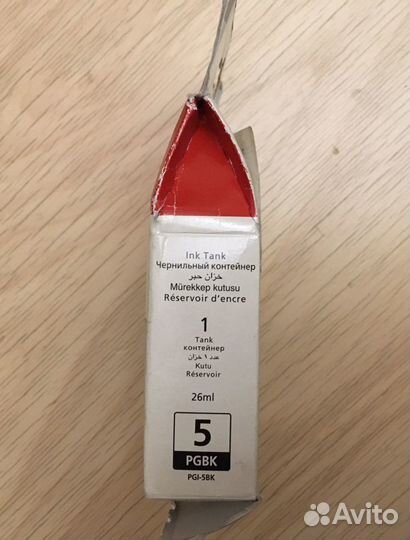 Ink Tank
Чернильный контейнер
خزان حبر
Mürekkep kutusu
Réservoir d'encre
1
Tank
контейнер
عدد ١ خزان
Kutu
Réservoir
26ml
5
PGBK
PGI-5BK
Avito